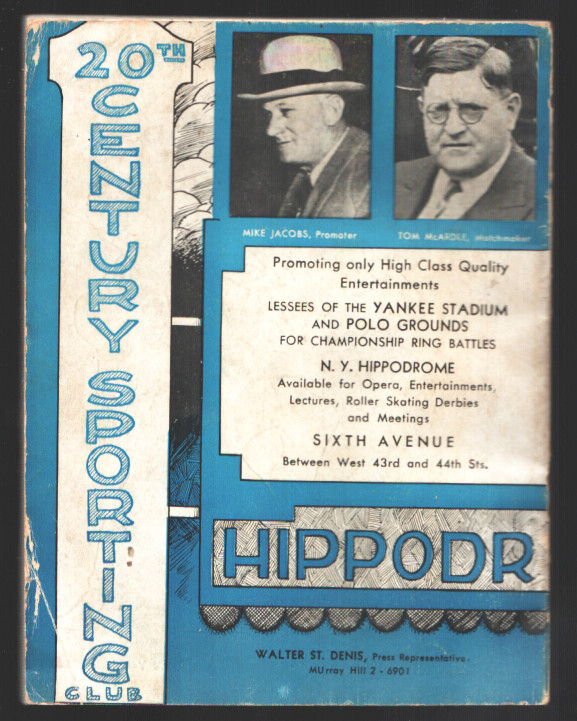 20TH CENTURY SPORTING CLUB
MIKE JACOBS, Promoter
TOM McARDLE, Matchmaker
Promoting only High Class Quality
Entertainments
LESSEES OF THE YANKEE STADIUM
AND POLO GROUNDS
FOR CHAMPIONSHIP RING BATTLES
N. Y. HIPPODROME
Available for Opera, Entertainments,
Lectures, Roller Skating Derbies
and Meetings
SIXTH AVENUE
Between West 43rd and 44th Sts.
HIPPODR
WALTER ST. DENIS, Press Representative.
MUrray Hill 2 - 6901